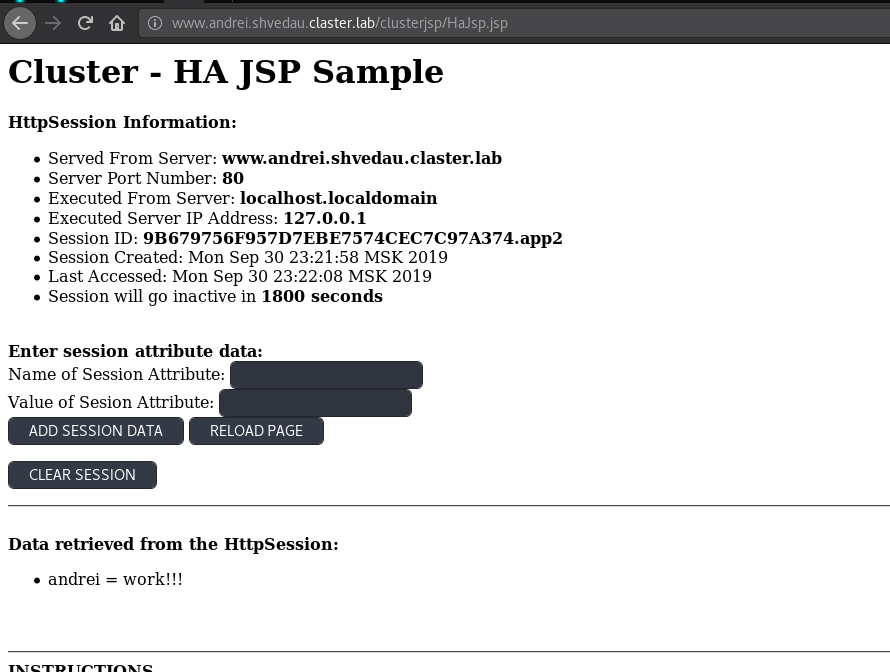 www.andrei.shvedau.claster.lab/clusterjsp/HaJsp.jsp
Cluster - HA JSP Sample
HttpSession Information:
• Served From Server: www.andrei.shvedau.claster.lab
• Server Port Number: 80
• Executed From Server: localhost.localdomain
• Executed Server IP Address: 127.0.0.1
• Session ID: 9B679756F957D7EBE7574CEC7C97A374.app2
• Session Created: Mon Sep 30 23:21:58 MSK 2019
• Last Accessed: Mon Sep 30 23:22:08 MSK 2019
• Session will go inactive in 1800 seconds
Enter session attribute data:
Name of Session Attribute:
Value of Sesion Attribute:
ADD SESSION DATA RELOAD PAGE
CLEAR SESSION
Data retrieved from the HttpSession:
• andrei = work!!!
INSTRUCTIONS